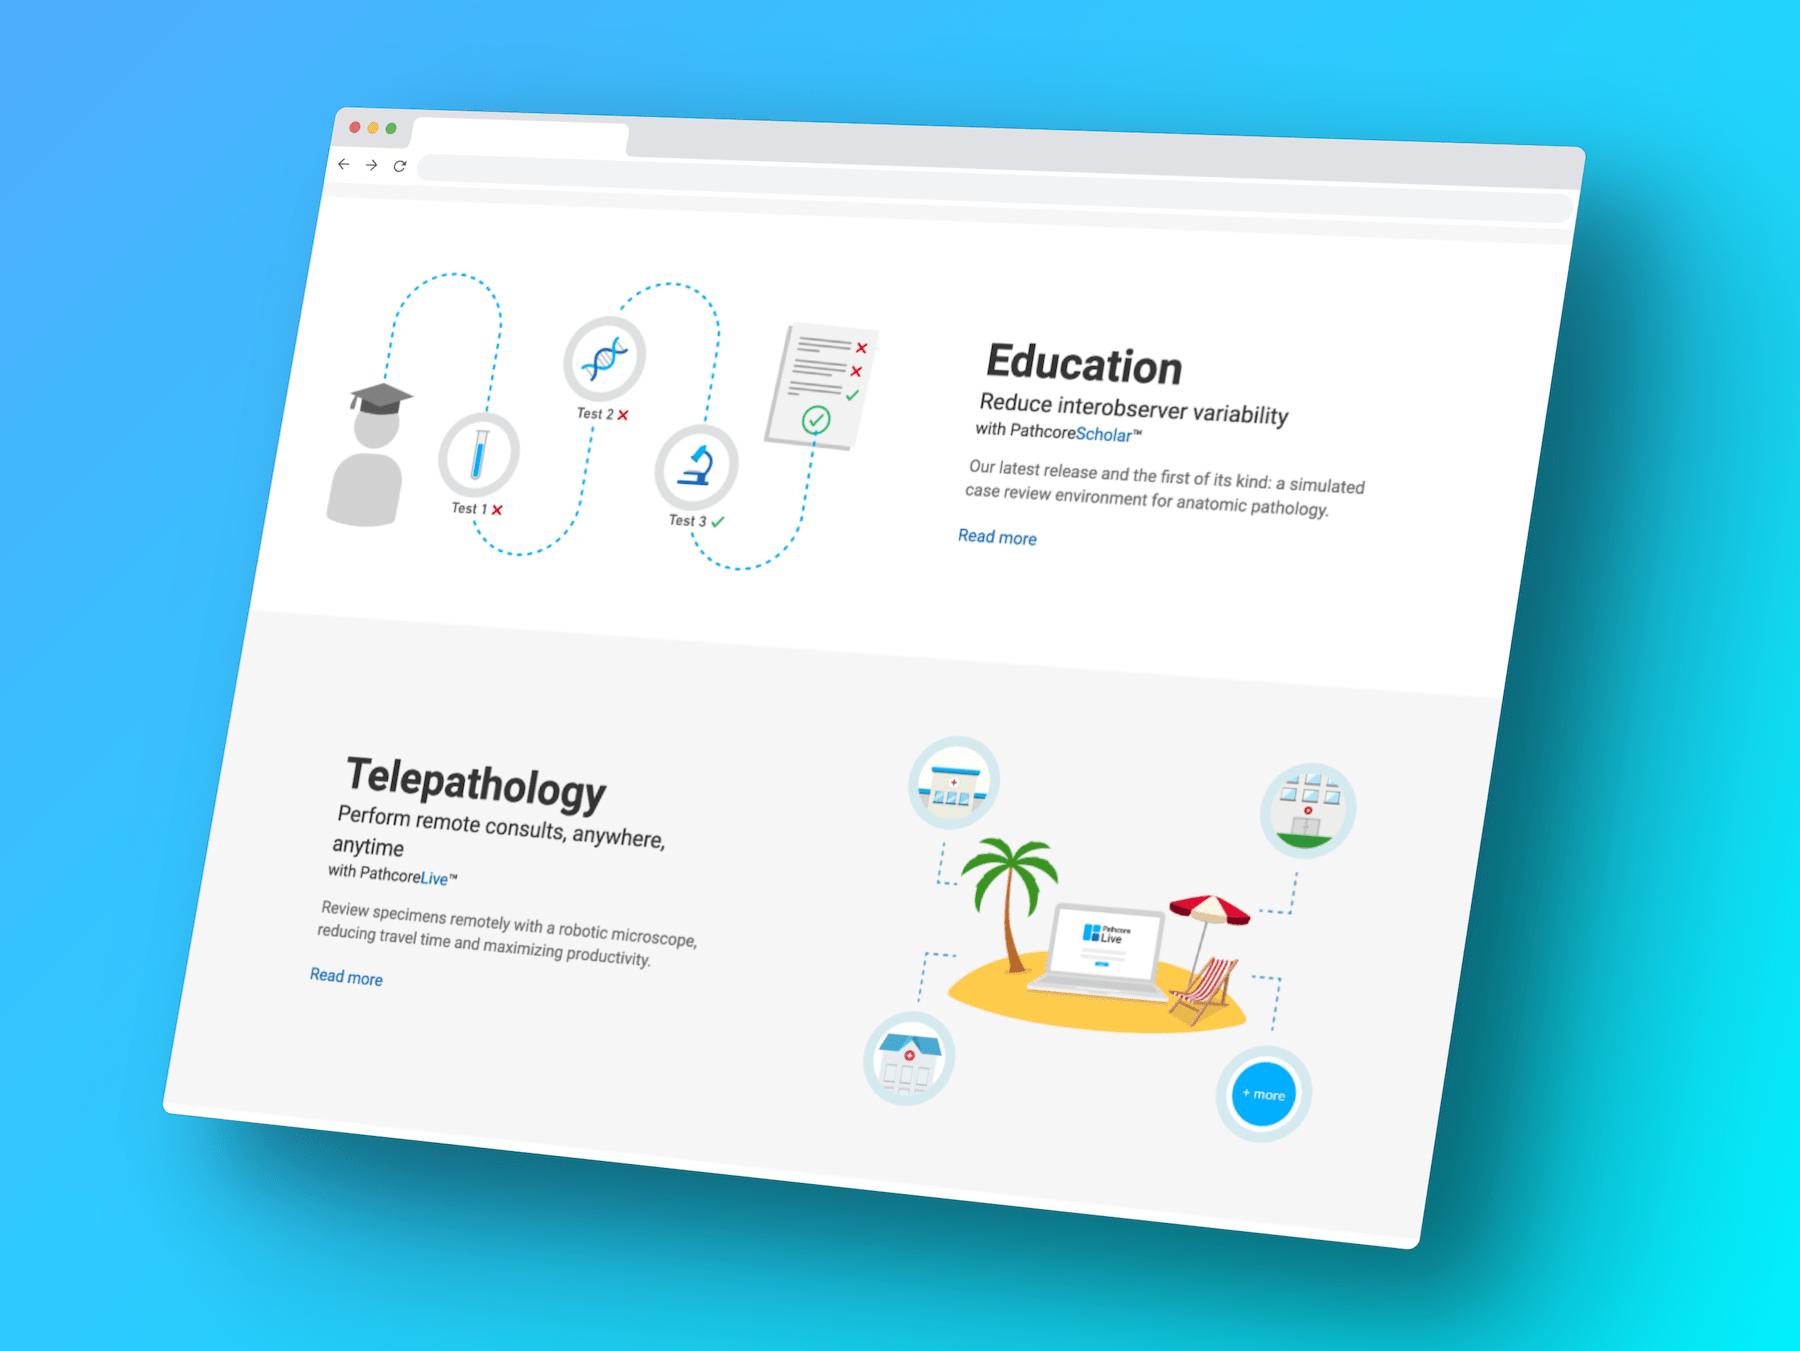 Test 1
Test 2
Test 3
Education
Reduce interobserver variability
with PathcoreScholar™
Our latest release and the first of its kind: a simulated
case review environment for anatomic pathology.
Read more
Telepathology
Perform remote consults, anywhere,
anytime
with PathcoreLive™
Review specimens remotely with a robotic microscope,
reducing travel time and maximizing productivity.
Read more
Pathcore
Live
+ more